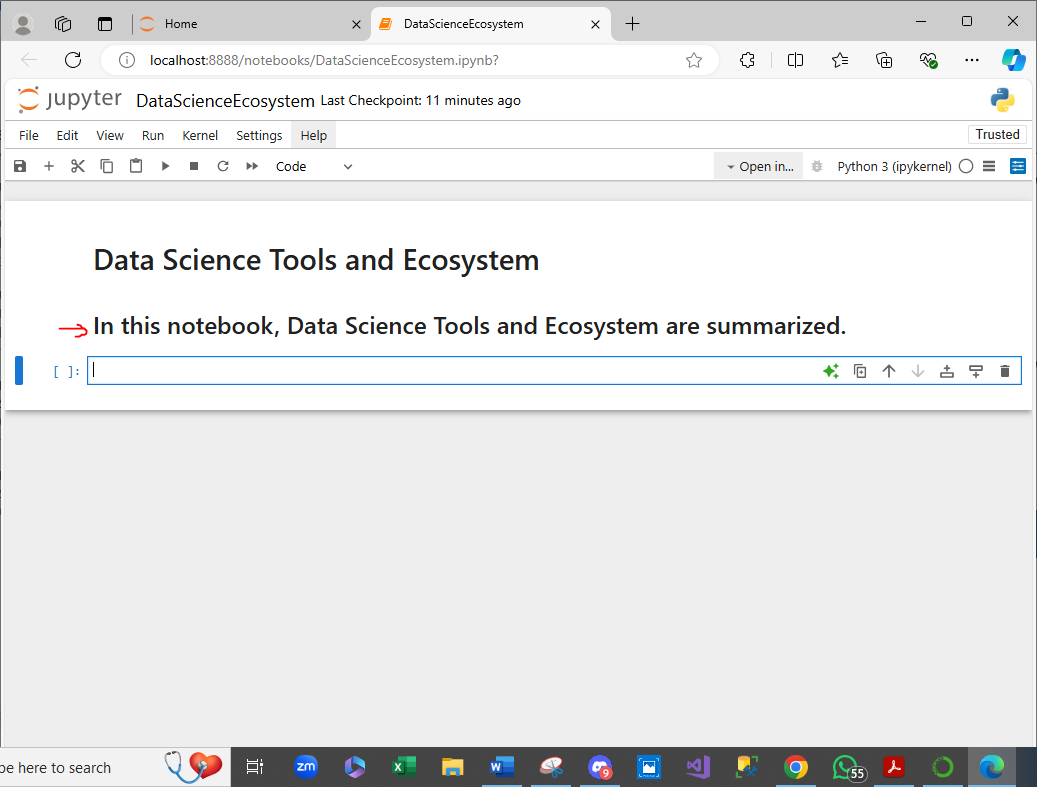 Home
DataScienceEcosystem
localhost:8888/notebooks/DataScienceEcosystem.ipynb?
jupyter DataScienceEcosystem Last Checkpoint: 11 minutes ago
File Edit View Run Kernel Settings Help Trusted
Code Open in... Python 3 (ipykernel)
Data Science Tools and Ecosystem
In this notebook, Data Science Tools and Ecosystem are summarized.
[ ]:
pe here to search zm 9 55